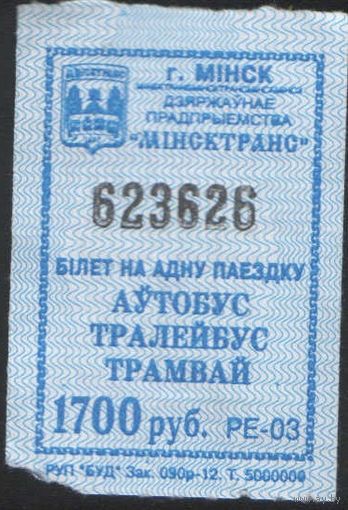 г. МІНСК
ДЗЯРЖАЎНАЕ
ПРАДПРЫЕМСТВА
"МІНСКТРАНС"
623626
БІЛЕТ НА АДНУ ПАЕЗДКУ
АЎТОБУС
ТРАЛЕЙБУС
ТРАМВАЙ
1700 руб. РЕ-03
РУП "БУД" Зак. 090р-12. Т. 5000000